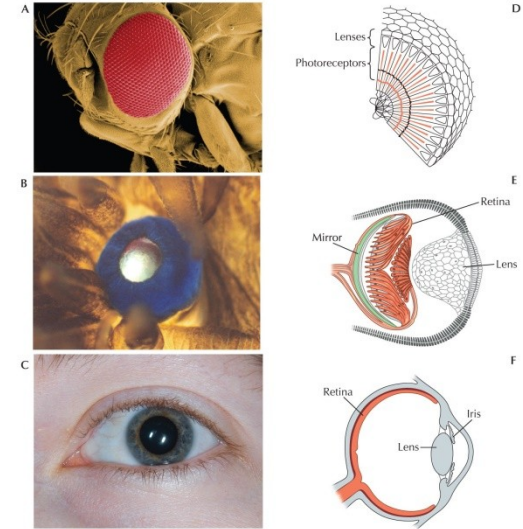 A
D
Lenses
Photoreceptors
B
E
Retina
Mirror
Lens
C
F
Retina
Iris
Lens